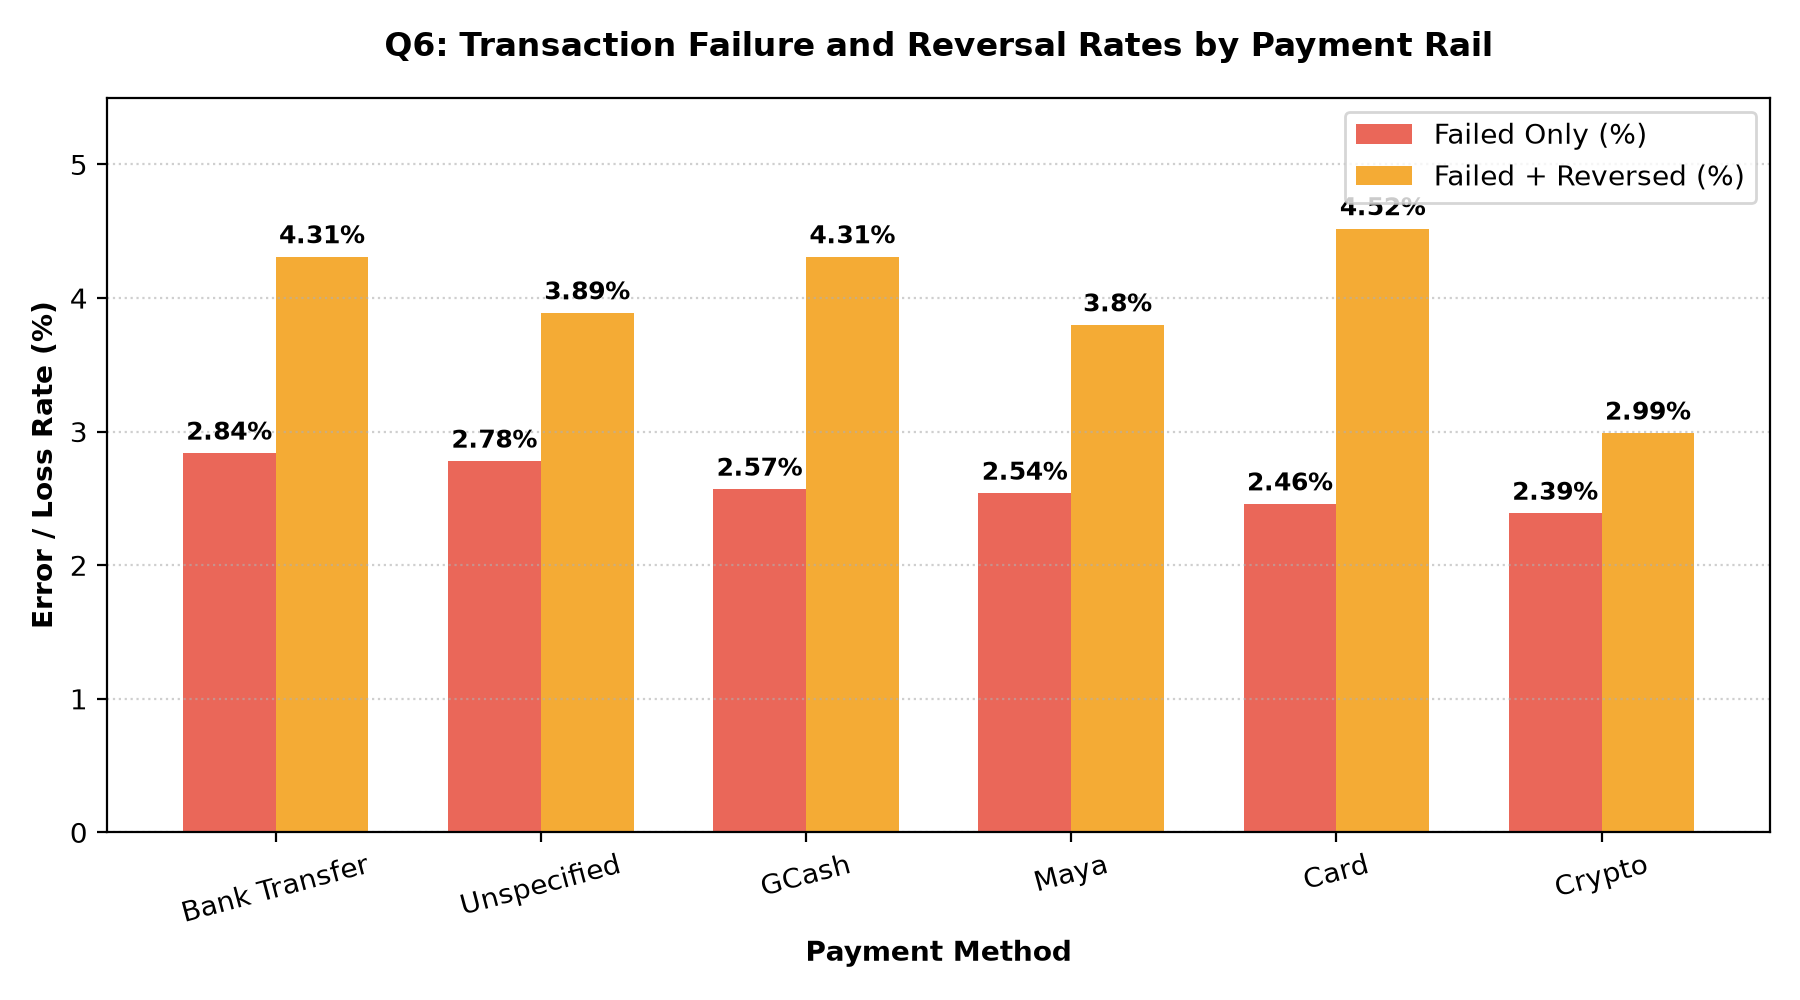 Q6: Transaction Failure and Reversal Rates by Payment Rail
Failed Only (%)
Failed + Reversed (%)
Error / Loss Rate (%)
5
4
3
2
1
0
2.84%
4.31%
2.78%
3.89%
2.57%
4.31%
2.54%
3.8%
2.46%
4.52%
2.39%
2.99%
Bank Transfer
Unspecified
GCash
Maya
Card
Crypto
Payment Method